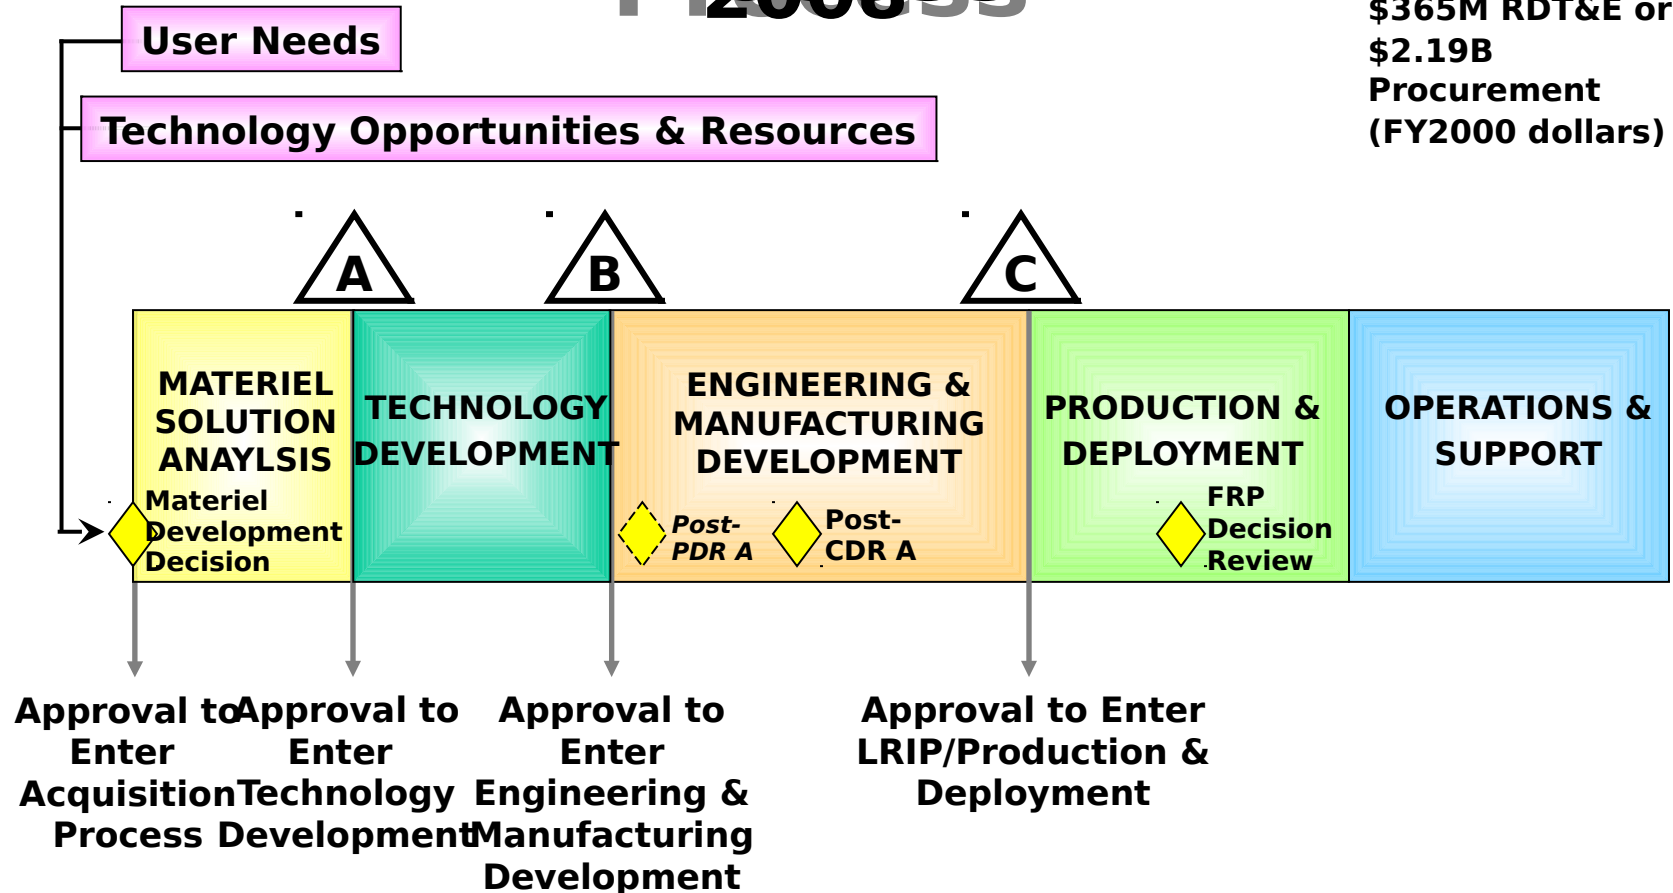 Process
2008
$365M RDT&E or
$2.19B
Procurement
(FY2000 dollars)
User Needs
Technology Opportunities & Resources
A
B
C
MATERIEL
SOLUTION
ANAYLSIS
TECHNOLOGY
DEVELOPMENT
ENGINEERING &
MANUFACTURING
DEVELOPMENT
PRODUCTION &
DEPLOYMENT
OPERATIONS &
SUPPORT
Materiel
Development
Decision
Post-
PDR A
Post-
CDR A
FRP
Decision
Review
Approval to
Enter
Acquisition
Process
Approval to
Enter
Technology
Development
Approval to
Enter
Engineering &
Manufacturing
Development
Approval to Enter
LRIP/Production &
Deployment